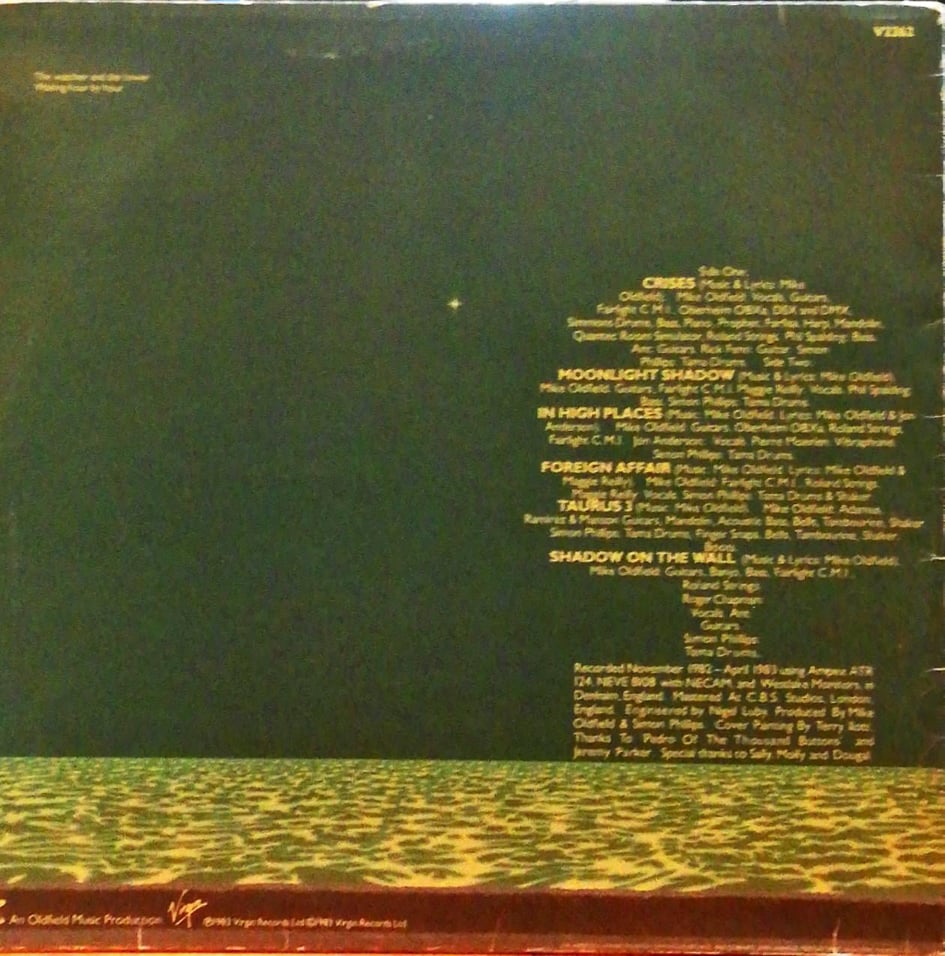 V2262
The watcher and the tower
Waiting hour by hour
Side One.
CRISES (Music & Lyrics: Mike
Oldfield). Mike Oldfield: Vocals, Guitars,
Fairlight C.M.I., Oberheim OBXa, DSX and DMX,
Simmons Drums, Bass, Piano, Prophet, Farfisa, Harp, Mandolin,
Quantec Room Simulator, Roland Strings. Phil Spalding: Bass.
Ant: Guitars. Rick Fenn: Guitar. Simon
Phillips: Tama Drums. Side Two.
MOONLIGHT SHADOW (Music & Lyrics: Mike Oldfield).
Mike Oldfield: Guitars, Fairlight C.M.I. Maggie Reilly: Vocals. Phil Spalding:
Bass. Simon Phillips: Tama Drums.
IN HIGH PLACES (Music: Mike Oldfield. Lyrics: Mike Oldfield & Jon
Anderson). Mike Oldfield: Guitars, Oberheim OBXa, Roland Strings,
Fairlight C.M.I. Jon Anderson: Vocals. Pierre Moerlen: Vibraphone.
Simon Phillips: Tama Drums.
FOREIGN AFFAIR (Music: Mike Oldfield. Lyrics: Mike Oldfield &
Maggie Reilly). Mike Oldfield: Fairlight C.M.I., Roland Strings.
Maggie Reilly: Vocals. Simon Phillips: Tama Drums & Shaker.
TAURUS 3 (Music: Mike Oldfield). Mike Oldfield: Adamas,
Ramirez & Manson Guitars, Mandolin, Acoustic Bass, Bells, Tambourine, Shaker.
Simon Phillips: Tama Drums, Finger Snaps, Bells, Tambourine, Shaker,
Boots.
SHADOW ON THE WALL (Music & Lyrics: Mike Oldfield).
Mike Oldfield: Guitars, Banjo, Bass, Fairlight C.M.I.,
Roland Strings.
Roger Chapman:
Vocals. Ant:
Guitars.
Simon Phillips:
Tama Drums.
Recorded November 1982 – April 1983 using Ampex ATR
124, NEVE 8108 with NECAM, and Westlake Monitors, in
Denham, England. Mastered At C.B.S. Studios, London,
England. Engineered by Nigel Luby. Produced By Mike
Oldfield & Simon Phillips. Cover Painting By Terry Ilott.
Thanks To Pedro Of The Thousand Buttons and
Jeremy Parker. Special thanks to Sally, Molly and Dougal.
An Oldfield Music Production Virgin ℗1983 Virgin Records Ltd ©1983 Virgin Records Ltd